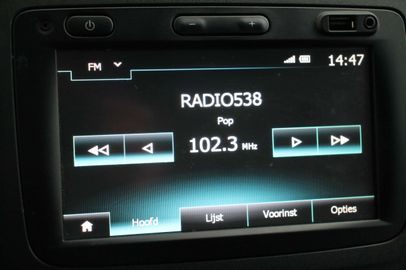 FM 14:47
RADIO538
Pop
102.3 MHz
Hoofd Lijst Voorinst Opties